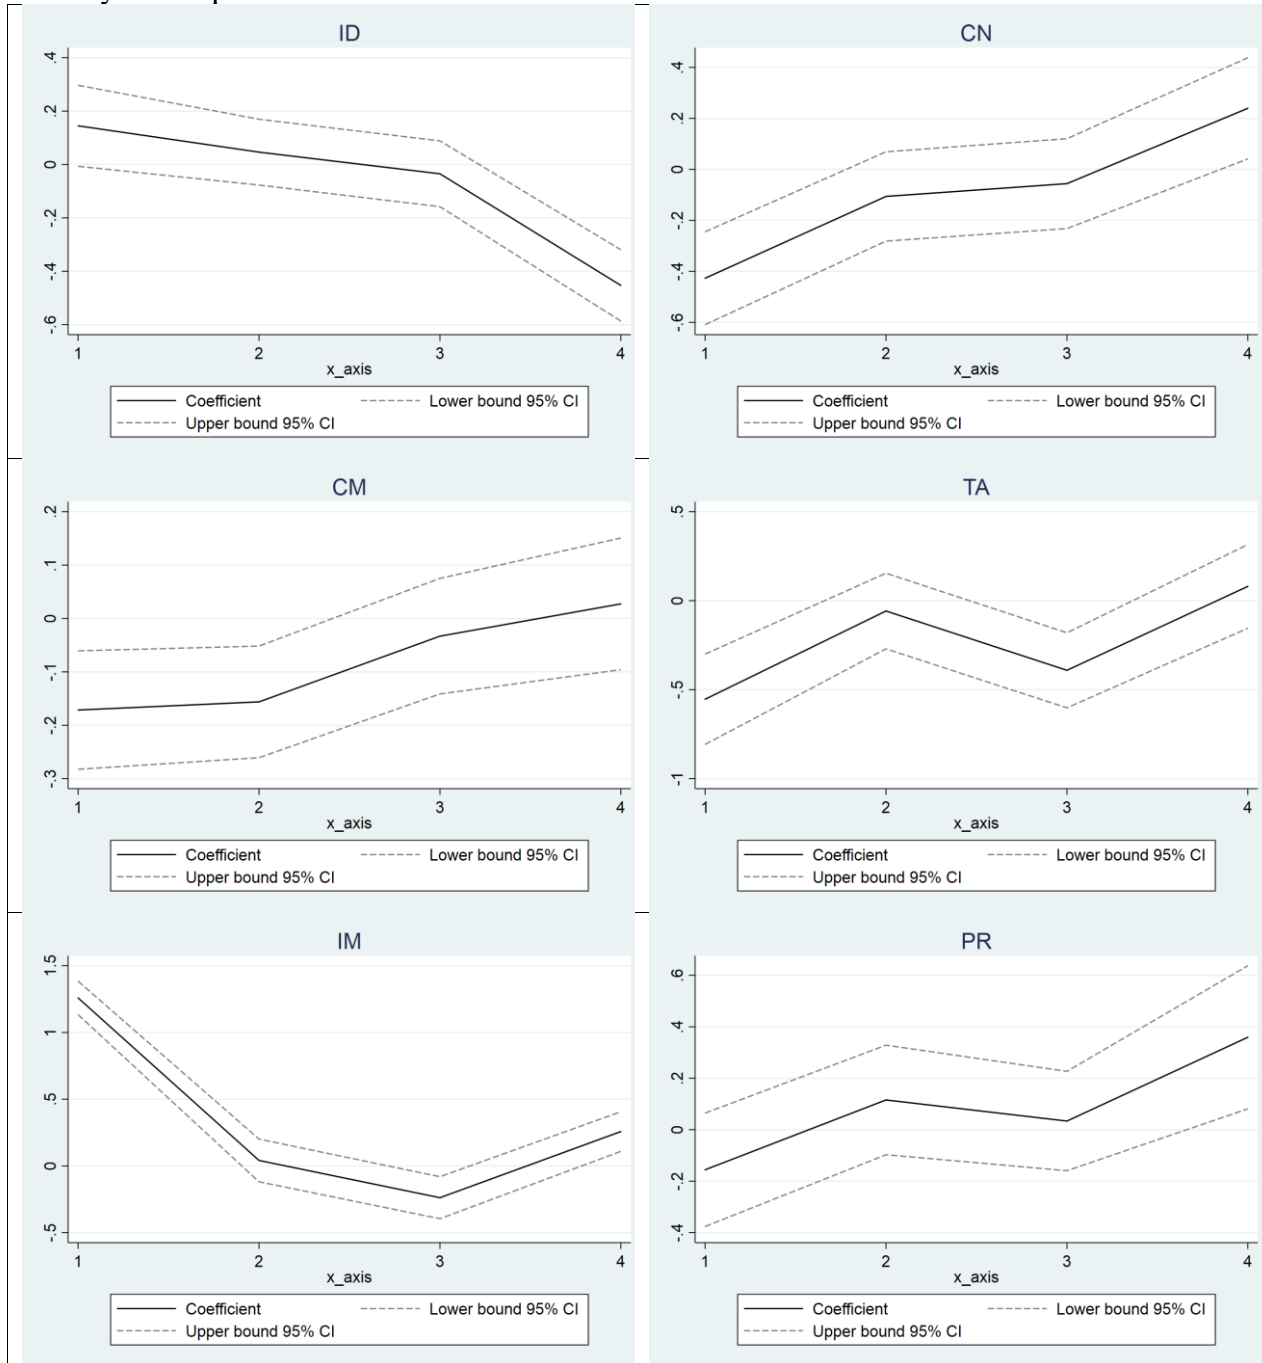 ID
.4
.2
0
-.2
-.4
-.6
1 2 3 4
x_axis
Coefficient Lower bound 95% CI
Upper bound 95% CI
CN
.4
.2
0
-.2
-.4
-.6
1 2 3 4
x_axis
Coefficient Lower bound 95% CI
Upper bound 95% CI
CM
.2
.1
0
-.1
-.2
-.3
1 2 3 4
x_axis
Coefficient Lower bound 95% CI
Upper bound 95% CI
TA
.5
0
-.5
-1
1 2 3 4
x_axis
Coefficient Lower bound 95% CI
Upper bound 95% CI
IM
1.5
1
.5
0
-.5
1 2 3 4
x_axis
Coefficient Lower bound 95% CI
Upper bound 95% CI
PR
.6
.4
.2
0
-.2
-.4
1 2 3 4
x_axis
Coefficient Lower bound 95% CI
Upper bound 95% CI